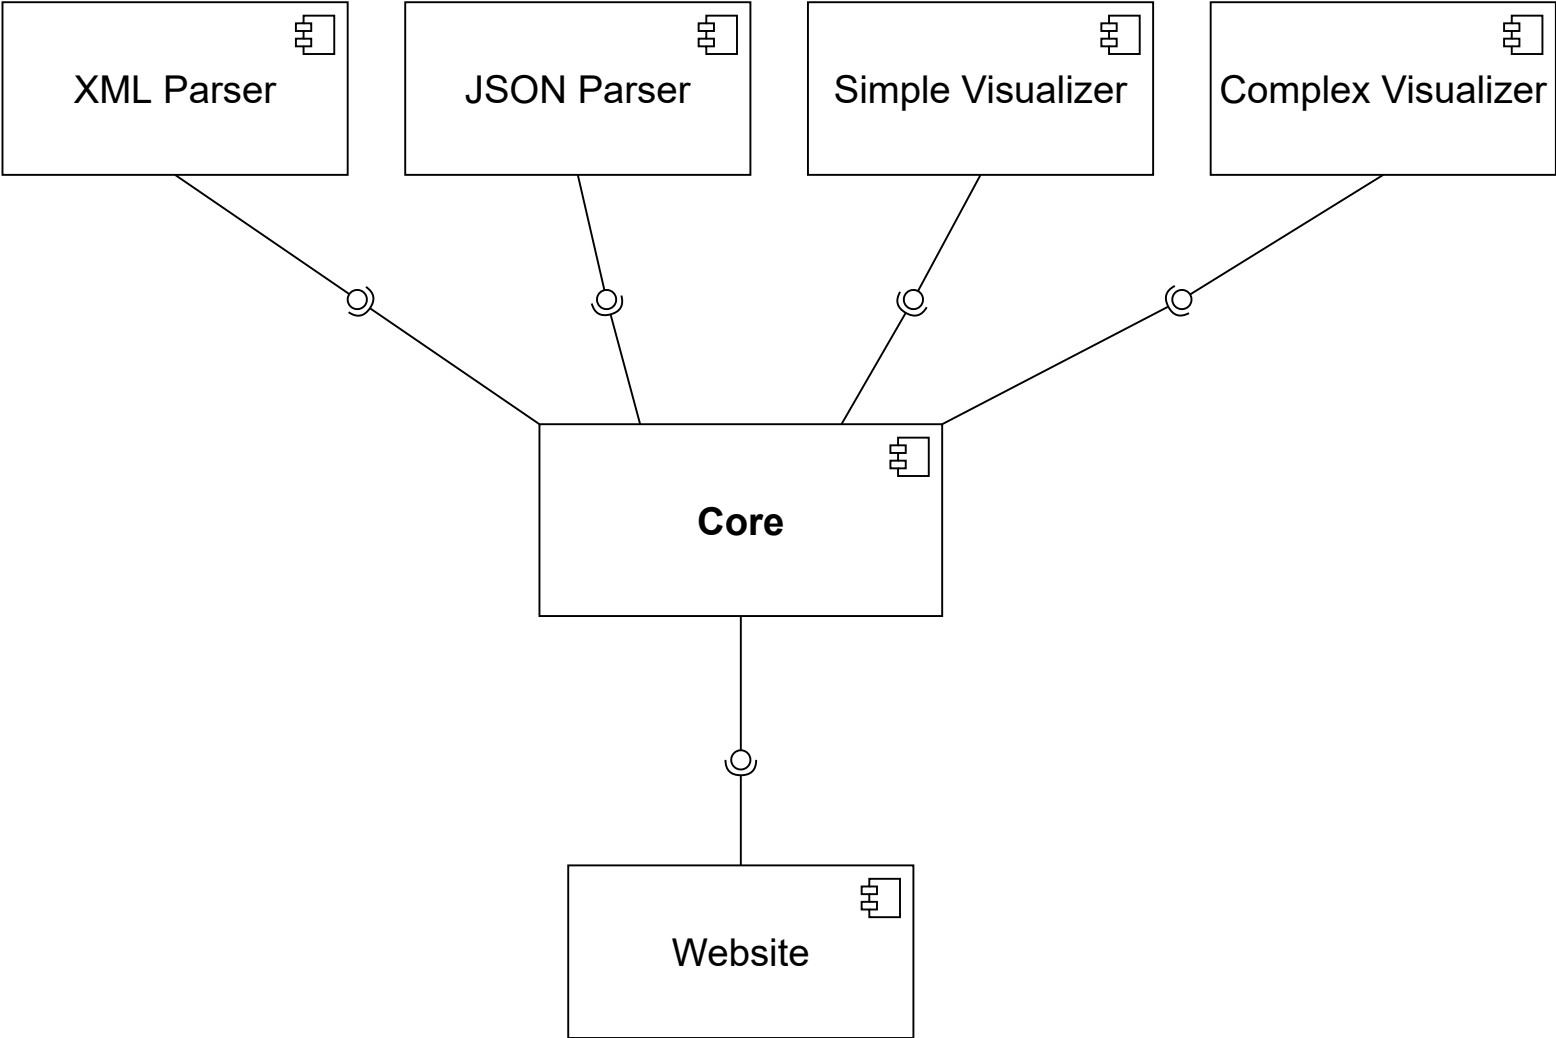 XML Parser
JSON Parser
Simple Visualizer
Complex Visualizer
Core
Website